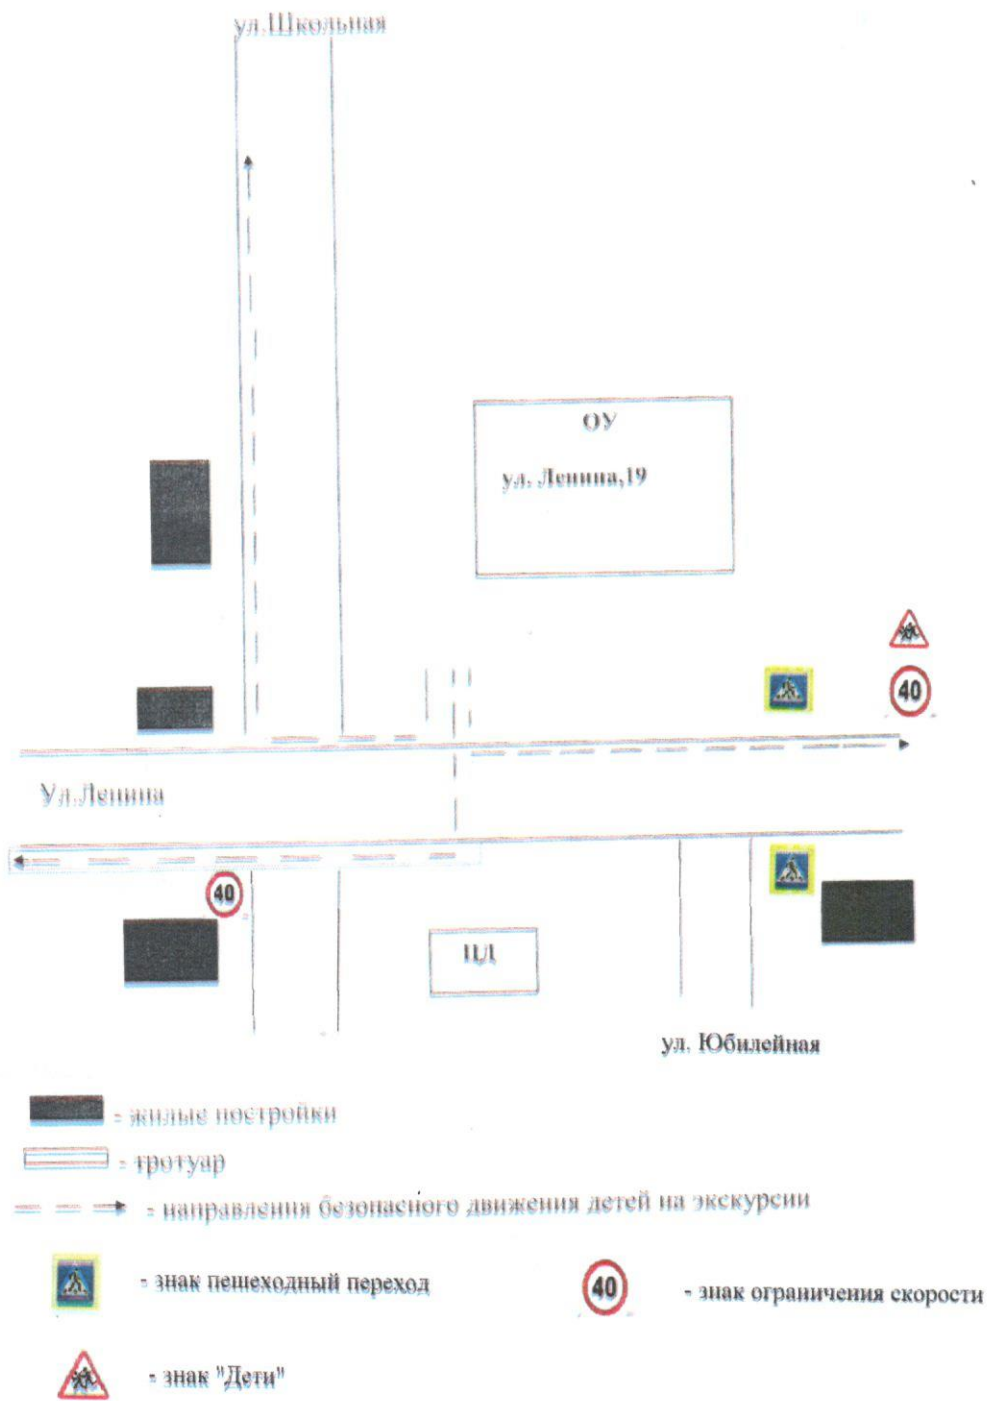 ул.Школьная
ОУ
ул. Ленина,19
40
Ул.Ленина
40
ЦД
ул. Юбилейная
- жилые постройки
- тротуар
- направления безопасного движения детей на экскурсии
- знак пешеходный переход
40
- знак ограничения скорости
- знак "Дети"